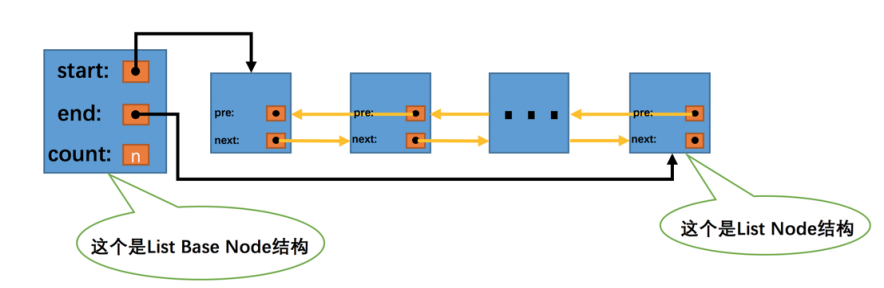 start:
end:
count: n
pre:
next:
pre:
next:
...
pre:
next:
这个是List Base Node结构
这个是List Node结构